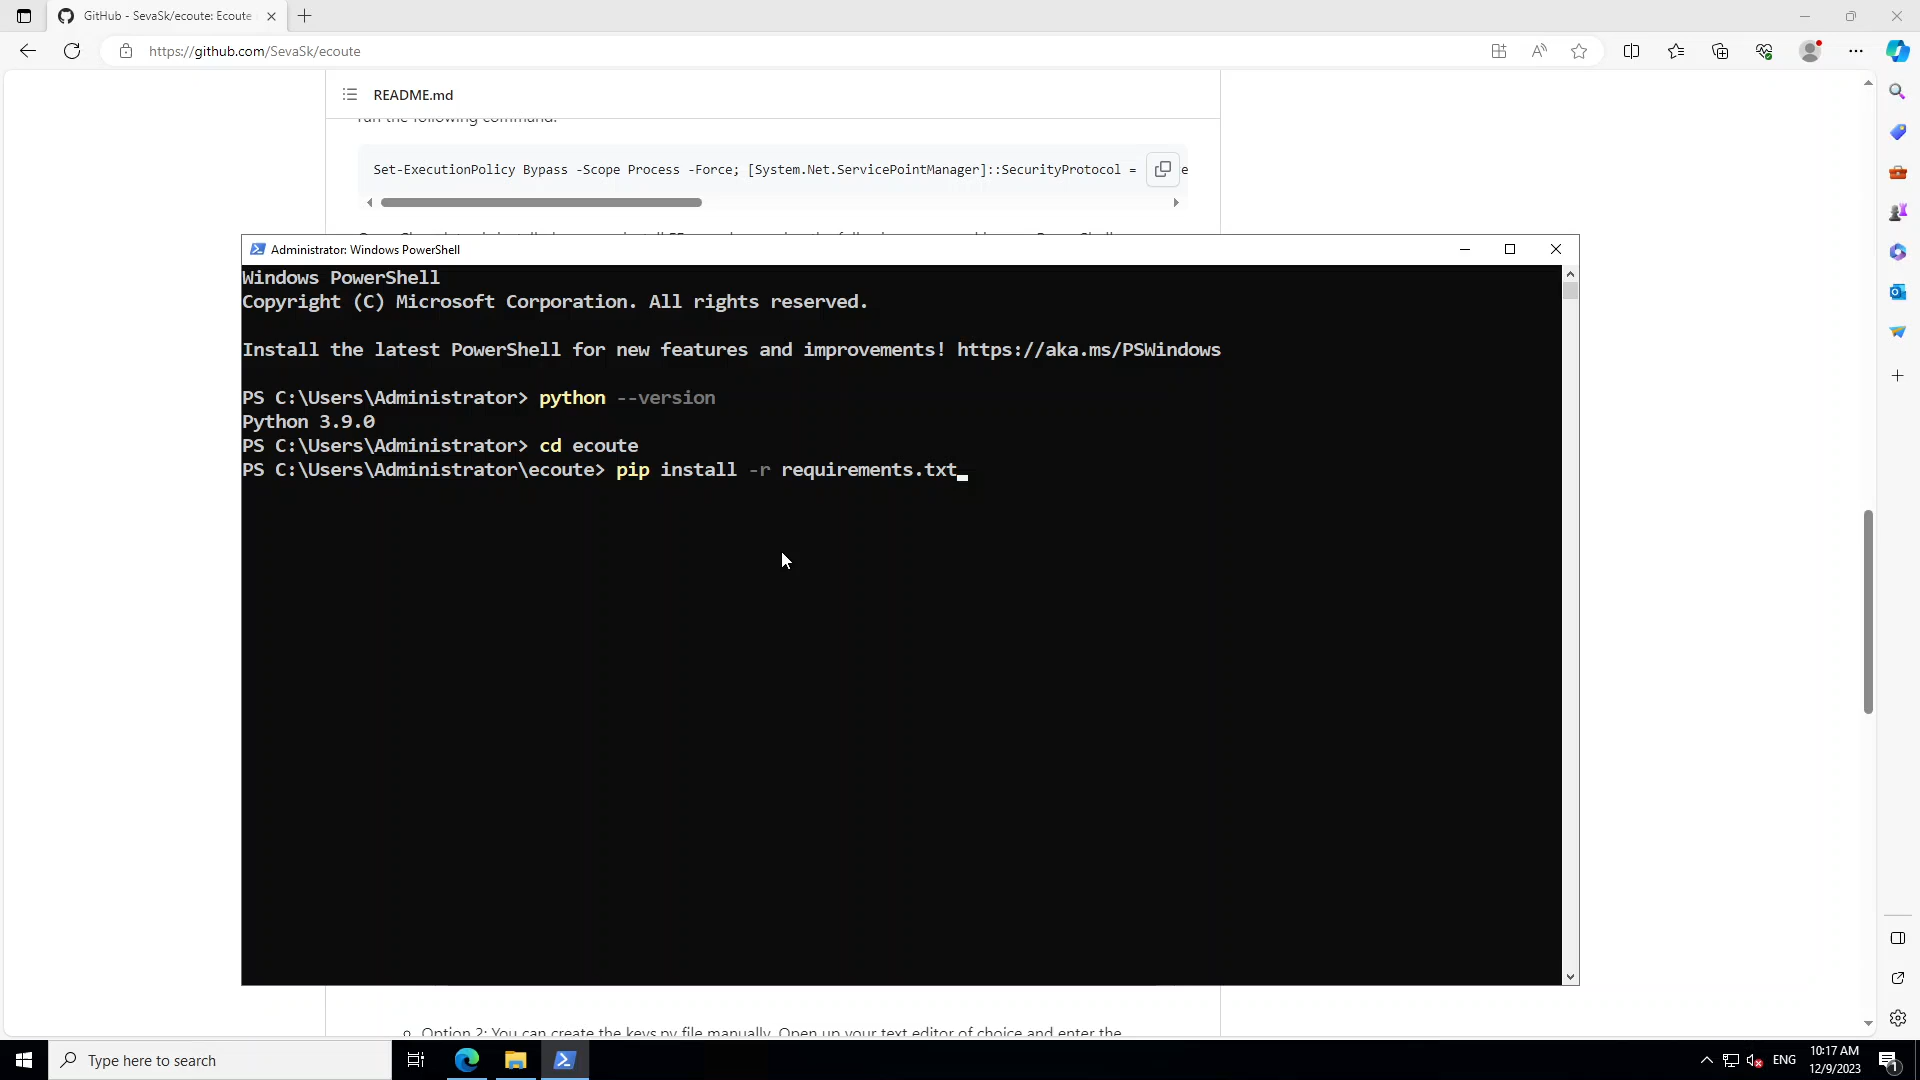 GitHub - SevaSk/ecoute: Ecoute
https://github.com/SevaSk/ecoute
README.md
run the following command:
Set-ExecutionPolicy Bypass -Scope Process -Force; [System.Net.ServicePointManager]::SecurityProtocol = e
Administrator: Windows PowerShell
Windows PowerShell
Copyright (C) Microsoft Corporation. All rights reserved.
Install the latest PowerShell for new features and improvements! https://aka.ms/PSWindows
PS C:\Users\Administrator> python --version
Python 3.9.0
PS C:\Users\Administrator> cd ecoute
PS C:\Users\Administrator\ecoute> pip install -r requirements.txt
Option 2: You can create the keys.py file manually. Open up your text editor of choice and enter the
Type here to search
ENG
10:17 AM
12/9/2023
1